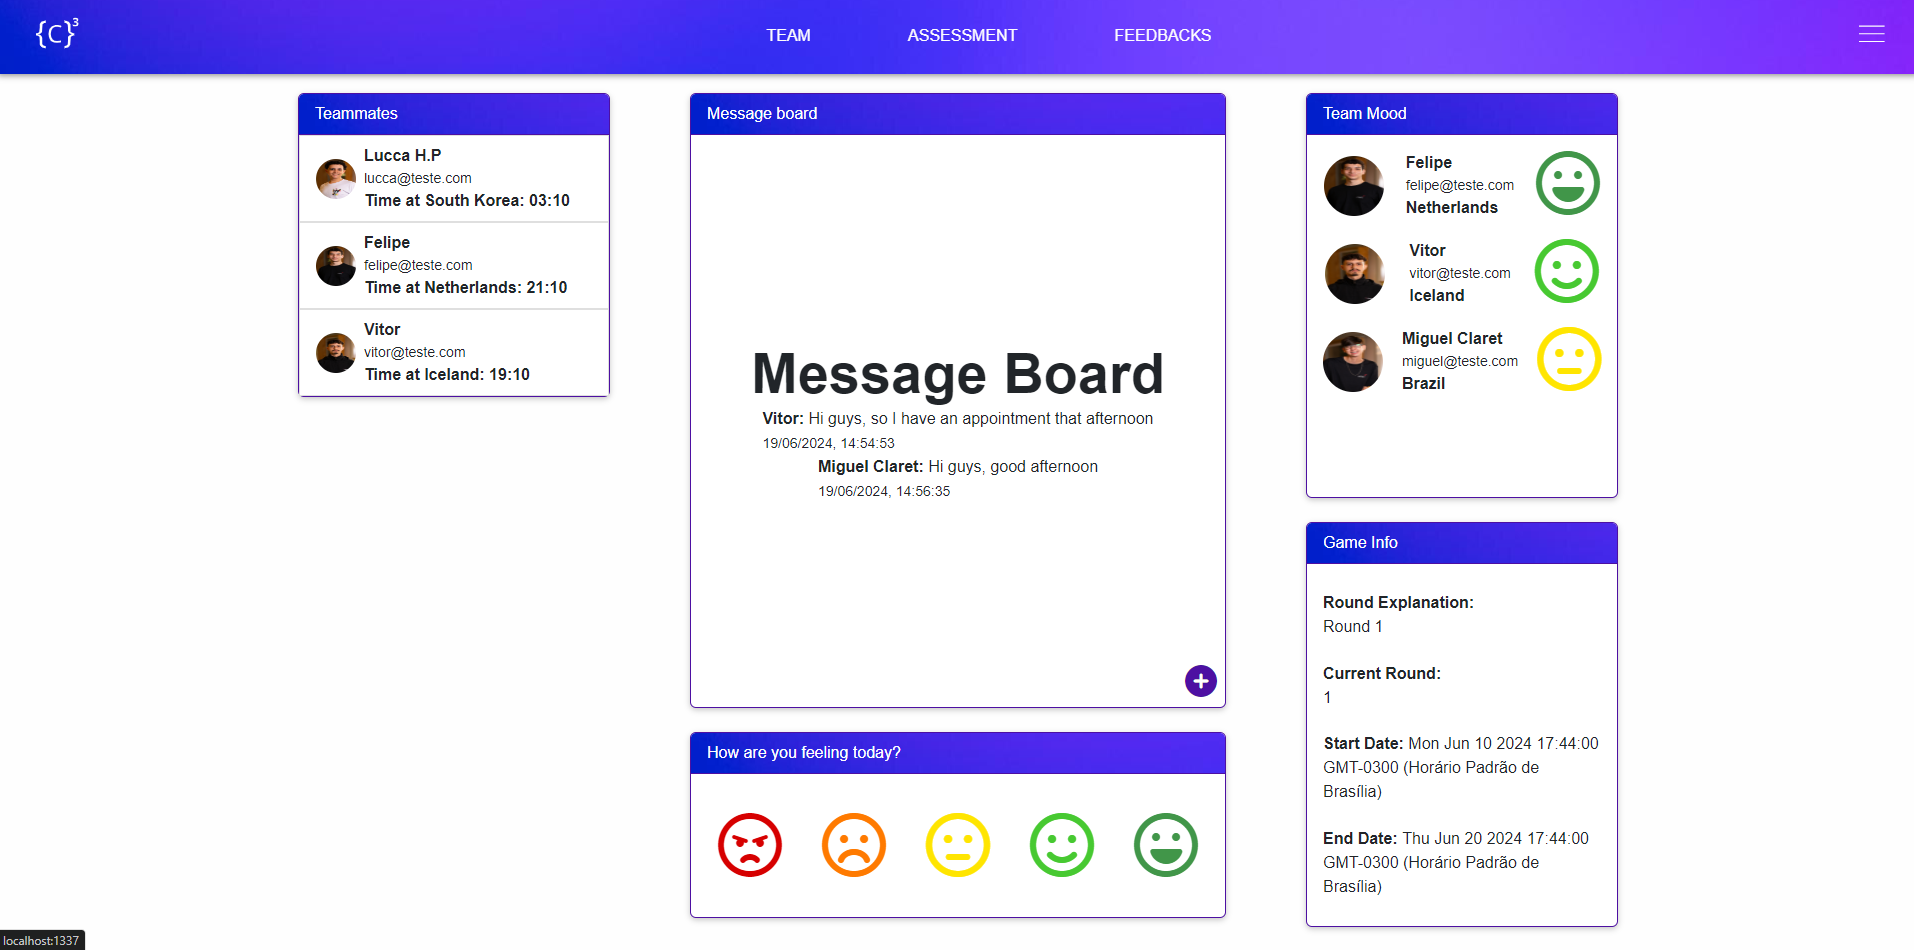 {C}³
TEAM
ASSESSMENT
FEEDBACKS
Teammates
Lucca H.P
lucca@teste.com
Time at South Korea: 03:10
Felipe
felipe@teste.com
Time at Netherlands: 21:10
Vitor
vitor@teste.com
Time at Iceland: 19:10
Message board
Message Board
Vitor: Hi guys, so I have an appointment that afternoon
19/06/2024, 14:54:53
Miguel Claret: Hi guys, good afternoon
19/06/2024, 14:56:35
How are you feeling today?
Team Mood
Felipe
felipe@teste.com
Netherlands
Vitor
vitor@teste.com
Iceland
Miguel Claret
miguel@teste.com
Brazil
Game Info
Round Explanation:
Round 1
Current Round:
1
Start Date: Mon Jun 10 2024 17:44:00
GMT-0300 (Horário Padrão de
Brasília)
End Date: Thu Jun 20 2024 17:44:00
GMT-0300 (Horário Padrão de
Brasília)
localhost:1337